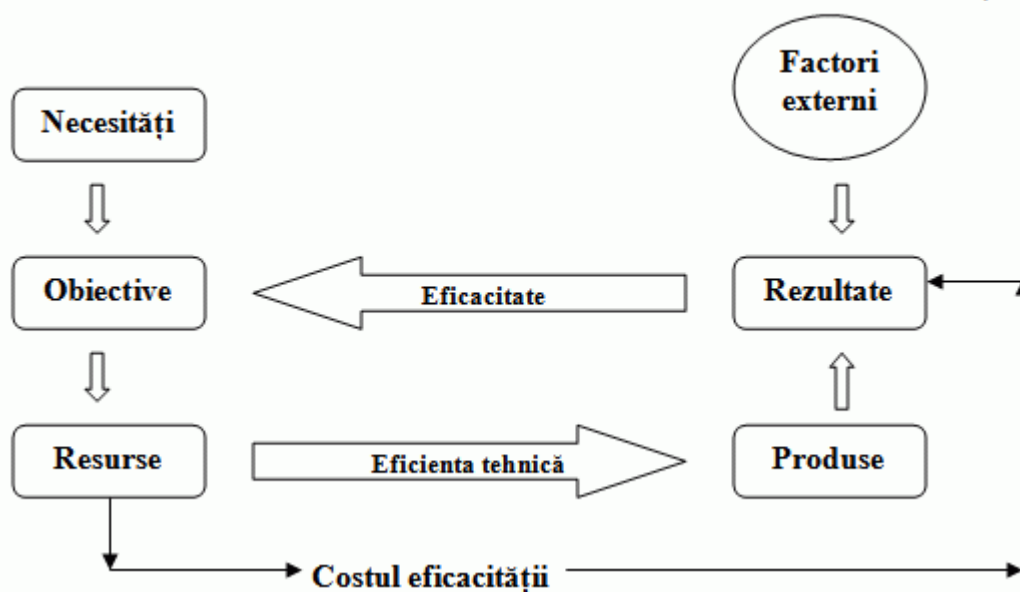 Factori
externi
Necesități
Obiective
Eficacitate
Rezultate
Resurse
Eficienta tehnică
Produse
Costul eficacității